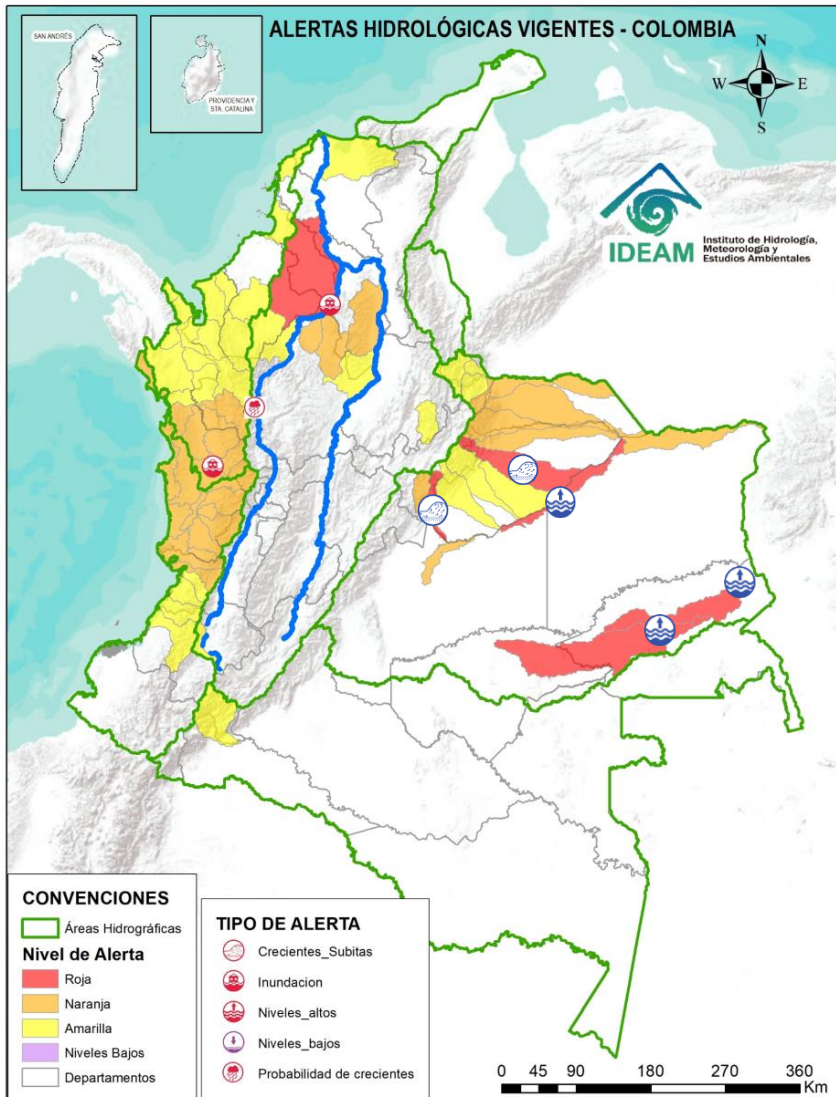 ALERTAS HIDROLÓGICAS VIGENTES - COLOMBIA
SAN ANDRÉS
PROVIDENCIA Y
STA. CATALINA
N
W
E
S
IDEAM
Instituto de Hidrología,
Meteorología y
Estudios Ambientales
CONVENCIONES
Áreas Hidrográficas
Nivel de Alerta
Roja
Naranja
Amarilla
Niveles Bajos
Departamentos
TIPO DE ALERTA
Crecientes_Subitas
Inundacion
Niveles_altos
Niveles_bajos
Probabilidad de crecientes
0 45 90 180 270 360
Km